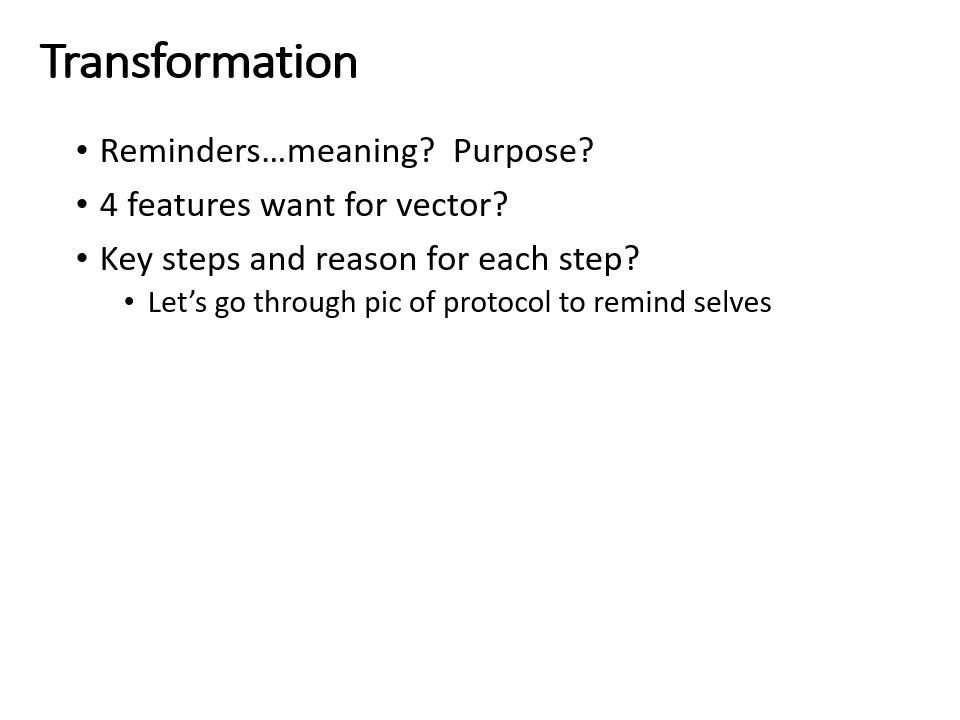 Transformation
• Reminders…meaning?  Purpose?
• 4 features want for vector?
• Key steps and reason for each step?
• Let’s go through pic of protocol to remind selves